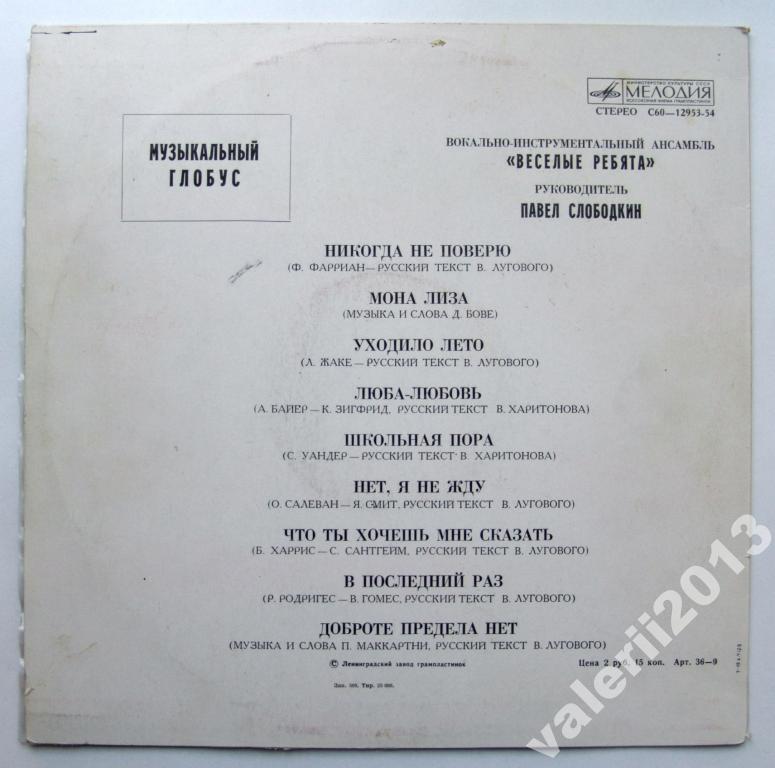 МИНИСТЕРСТВО КУЛЬТУРЫ СССР
МЕЛОДИЯ
ВСЕСОЮЗНАЯ ФИРМА ГРАМПЛАСТИНОК
СТЕРЕО С60—12953-54
МУЗЫКАЛЬНЫЙ
ГЛОБУС
ВОКАЛЬНО-ИНСТРУМЕНТАЛЬНЫЙ АНСАМБЛЬ
«ВЕСЕЛЫЕ РЕБЯТА»
РУКОВОДИТЕЛЬ
ПАВЕЛ СЛОБОДКИН
НИКОГДА НЕ ПОВЕРЮ
(Ф. ФАРРИАН—РУССКИЙ ТЕКСТ В. ЛУГОВОГО)
МОНА ЛИЗА
(МУЗЫКА И СЛОВА Д. БОВЕ)
УХОДИЛО ЛЕТО
(Л. ЖАКЕ—РУССКИЙ ТЕКСТ В. ЛУГОВОГО)
ЛЮБА-ЛЮБОВЬ
(А. БАЙЕР—К. ЗИГФРИД, РУССКИЙ ТЕКСТ В. ХАРИТОНОВА)
ШКОЛЬНАЯ ПОРА
(С. УАНДЕР—РУССКИЙ ТЕКСТ В. ХАРИТОНОВА)
НЕТ, Я НЕ ЖДУ
(О. САЛЕВАН—Я. СМИТ, РУССКИЙ ТЕКСТ В. ЛУГОВОГО)
ЧТО ТЫ ХОЧЕШЬ МНЕ СКАЗАТЬ
(Б. ХАРРИС—С. САНТГЕЙМ, РУССКИЙ ТЕКСТ В. ЛУГОВОГО)
В ПОСЛЕДНИЙ РАЗ
(Р. РОДРИГЕС—В. ГОМЕС, РУССКИЙ ТЕКСТ В. ЛУГОВОГО)
ДОБРОТЕ ПРЕДЕЛА НЕТ
(МУЗЫКА И СЛОВА П. МАККАРТНИ, РУССКИЙ ТЕКСТ В. ЛУГОВОГО)
© Ленинградский завод грампластинок
Цена 2 руб. 15 коп. Арт. 36—9
Зак. Тир.
valerii2013